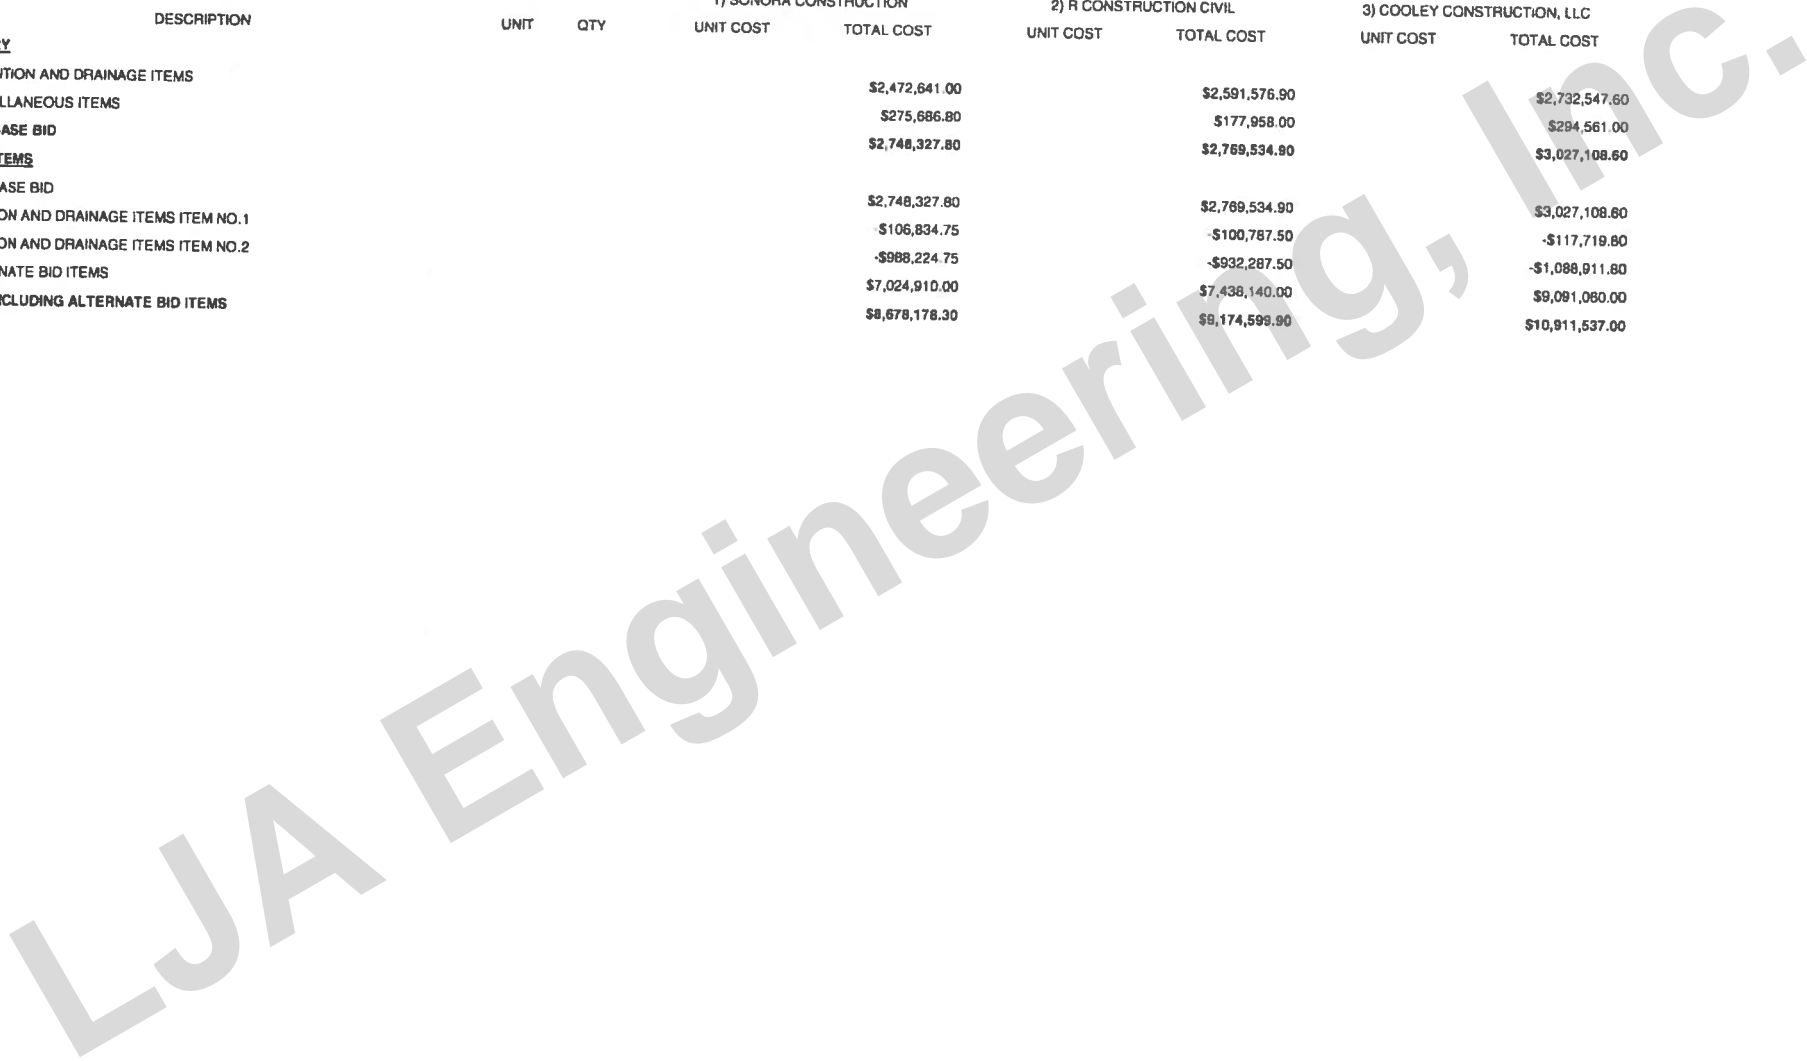 1) SONORA CONSTRUCTION 2) R CONSTRUCTION CIVIL 3) COOLEY CONSTRUCTION, LLC
DESCRIPTION UNIT QTY UNIT COST TOTAL COST UNIT COST TOTAL COST UNIT COST TOTAL COST
RY
ITION AND DRAINAGE ITEMS $2,472,641.00 $2,591,576.90 $2,732,547.60
LLANEOUS ITEMS $275,686.80 $177,958.00 $294,561.00
BASE BID $2,748,327.80 $2,769,534.90 $3,027,108.60
TEMS
ASE BID $2,748,327.80 $2,769,534.90 $3,027,108.60
ON AND DRAINAGE ITEMS ITEM NO.1 -$106,834.75 -$100,787.50 -$117,719.80
ON AND DRAINAGE ITEMS ITEM NO.2 -$988,224.75 -$932,287.50 -$1,088,911.80
NATE BID ITEMS $7,024,910.00 $7,438,140.00 $9,091,060.00
NCLUDING ALTERNATE BID ITEMS $8,678,178.30 $9,174,599.90 $10,911,537.00
LJA Engineering, Inc.